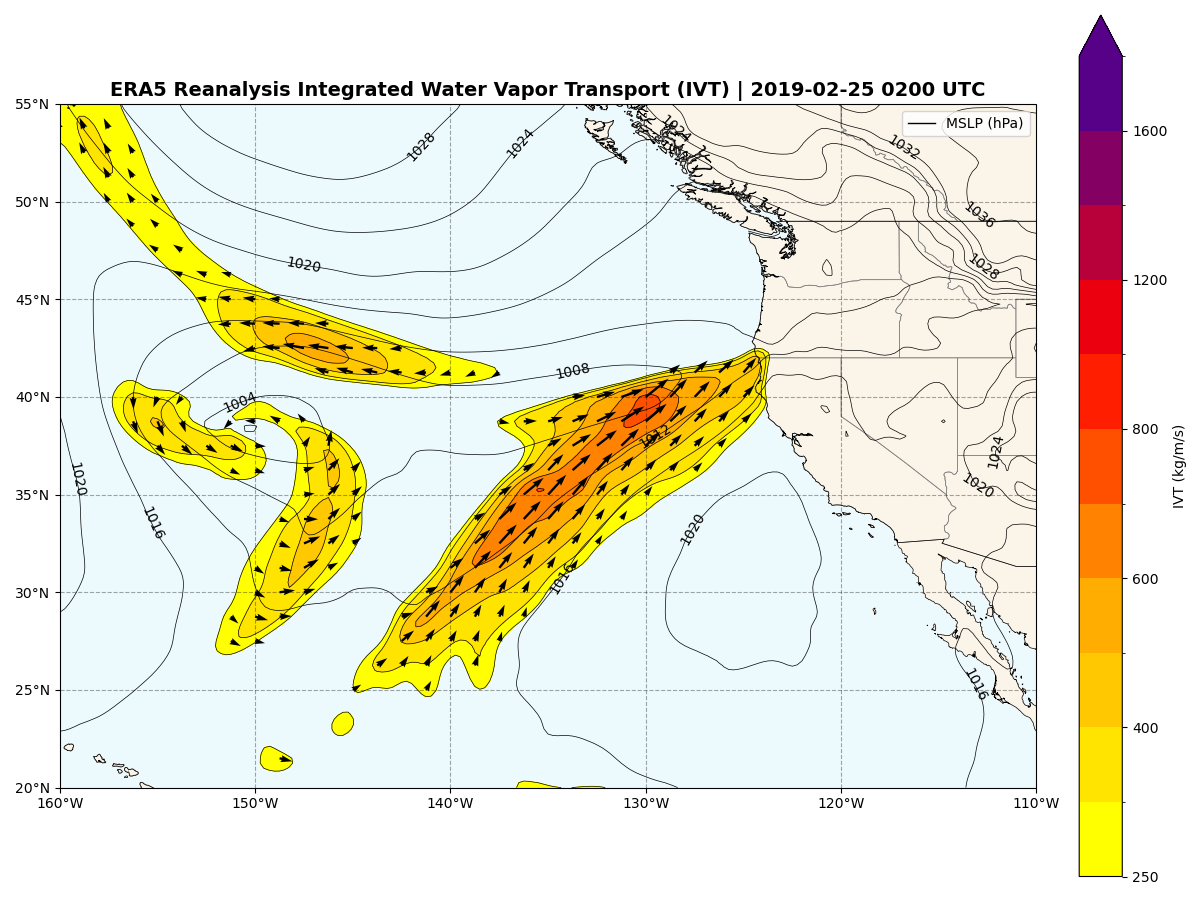 ERA5 Reanalysis Integrated Water Vapor Transport (IVT) | 2019-02-25 0200 UTC
MSLP (hPa)
55°N
50°N
45°N
40°N
35°N
30°N
25°N
20°N
160°W
150°W
140°W
130°W
120°W
110°W
1028
1024
1024
1032
1036
1028
1020
1008
1004
1012
1020
1016
1020
1016
1024
1020
1016
1600
1200
800
600
400
250
IVT (kg/m/s)